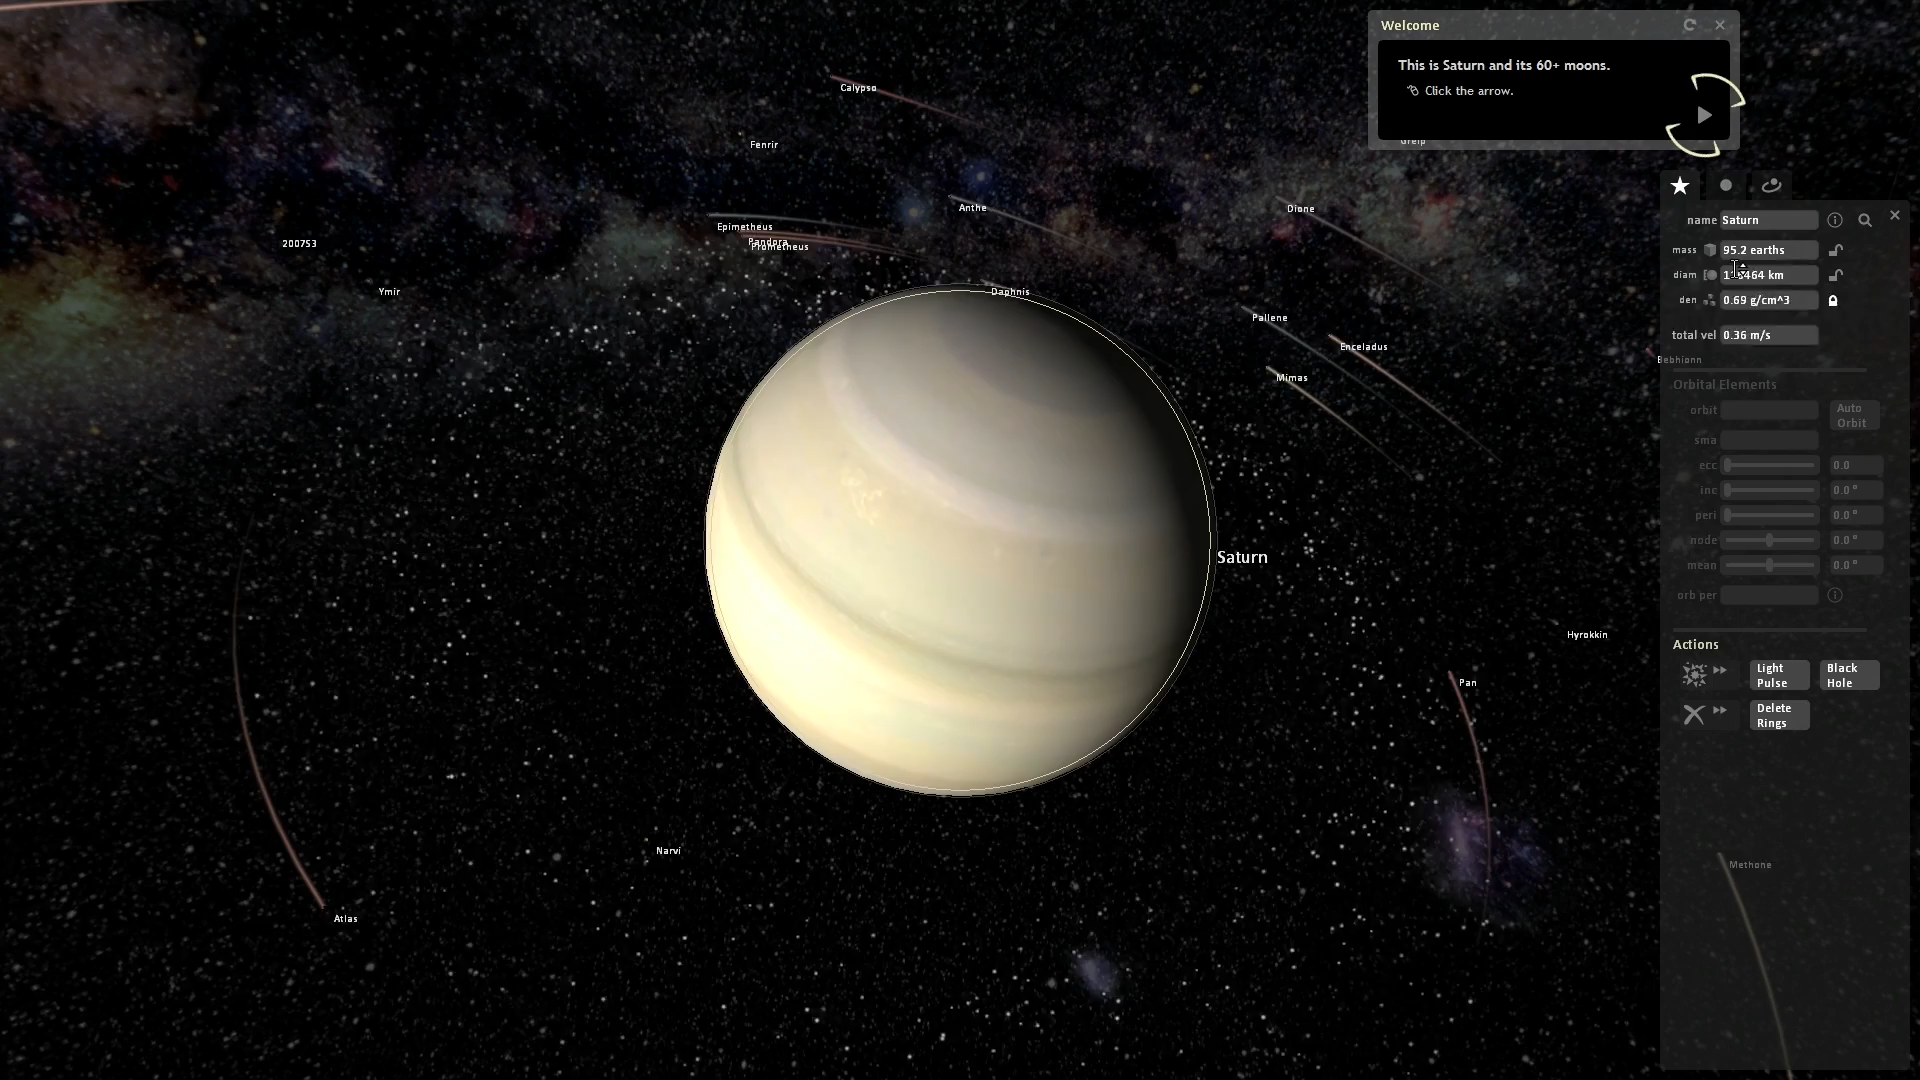 Welcome
This is Saturn and its 60+ moons.
Click the arrow.
Greip
Calypso
Fenrir
Anthe
Dione
Epimetheus
Pandora
Prometheus
200753
Ymir
Daphnis
Pallene
Enceladus
Mimas
Bebhionn
Saturn
Hyrokkin
Pan
Narvi
Atlas
Methone
name Saturn
mass 95.2 earths
diam 464 km
den 0.69 g/cm^3
total vel 0.36 m/s
Orbital Elements
orbit
Auto
Orbit
sma
ecc 0.0
inc 0.0 °
peri 0.0 °
node 0.0 °
mean 0.0 °
orb per
Actions
Light
Pulse
Black
Hole
Delete
Rings